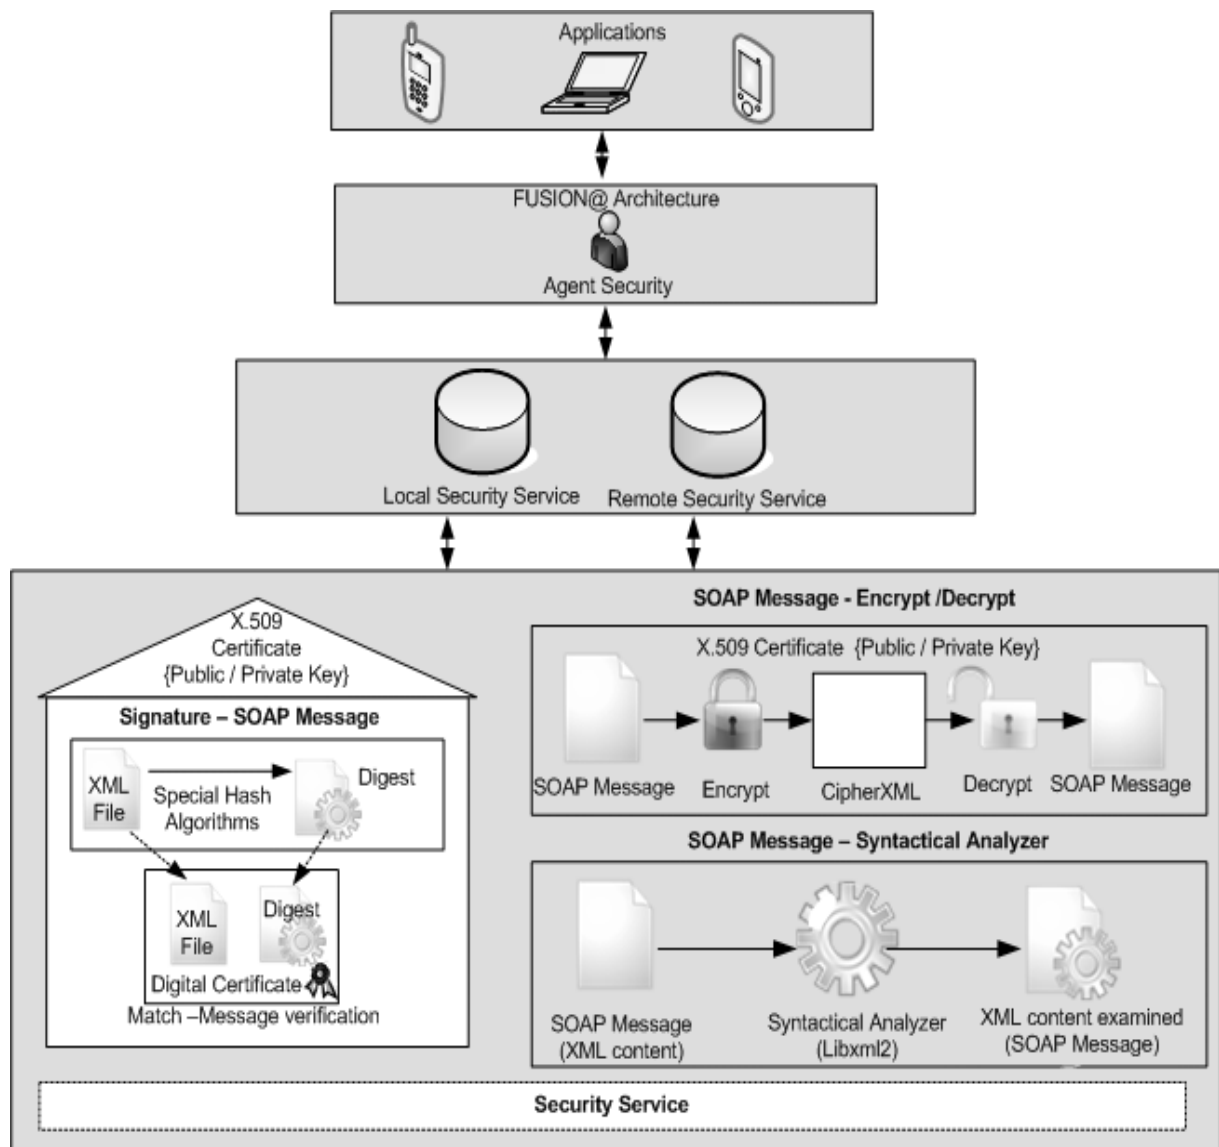 Applications
FUSION@ Architecture
Agent Security
Local Security Service
Remote Security Service
X.509
Certificate
{Public / Private Key}
Signature – SOAP Message
XML
File
Special Hash
Algorithms
Digest
XML
File
Digest
Digital Certificate
Match –Message verification
SOAP Message - Encrypt /Decrypt
X.509 Certificate {Public / Private Key}
SOAP Message
Encrypt
CipherXML
Decrypt
SOAP Message
SOAP Message – Syntactical Analyzer
SOAP Message
(XML content)
Syntactical Analyzer
(Libxml2)
XML content examined
(SOAP Message)
Security Service